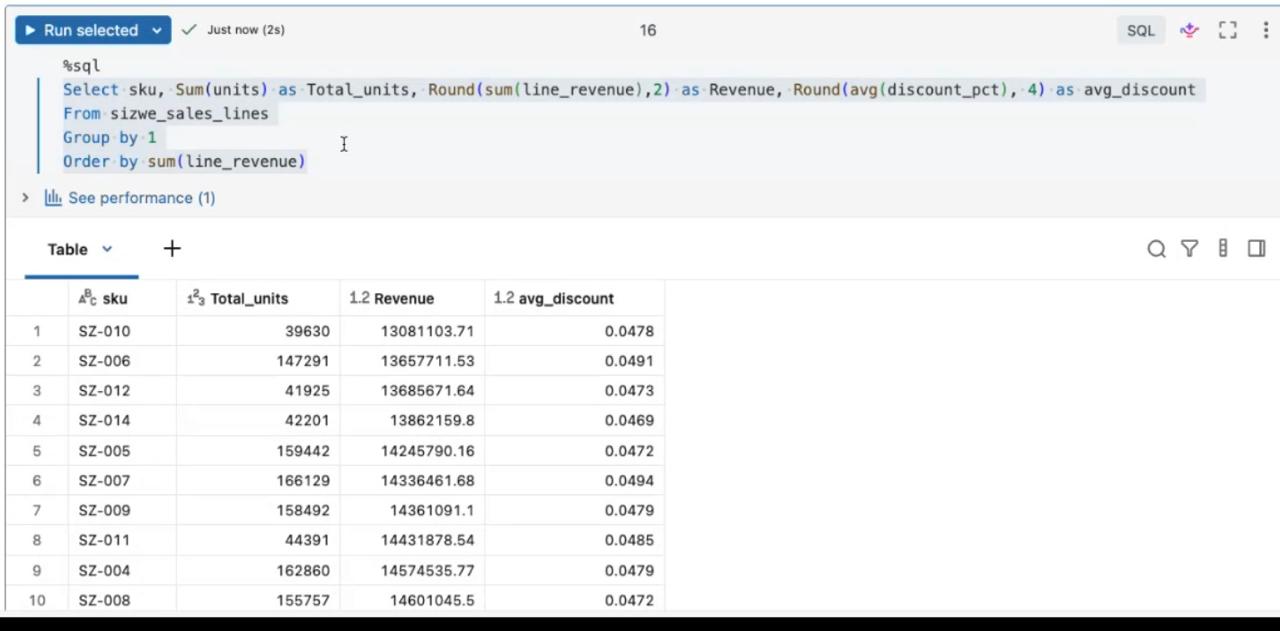 Run selected Just now (2s) 16 SQL
%sql
Select sku, Sum(units) as Total_units, Round(sum(line_revenue),2) as Revenue, Round(avg(discount_pct), 4) as avg_discount
From sizwe_sales_lines
Group by 1
Order by sum(line_revenue)
See performance (1)
Table +
ABC sku 123 Total_units 1.2 Revenue 1.2 avg_discount
1 SZ-010 39630 13081103.71 0.0478
2 SZ-006 147291 13657711.53 0.0491
3 SZ-012 41925 13685671.64 0.0473
4 SZ-014 42201 13862159.8 0.0469
5 SZ-005 159442 14245790.16 0.0472
6 SZ-007 166129 14336461.68 0.0494
7 SZ-009 158492 14361091.1 0.0479
8 SZ-011 44391 14431878.54 0.0485
9 SZ-004 162860 14574535.77 0.0479
10 SZ-008 155757 14601045.5 0.0472